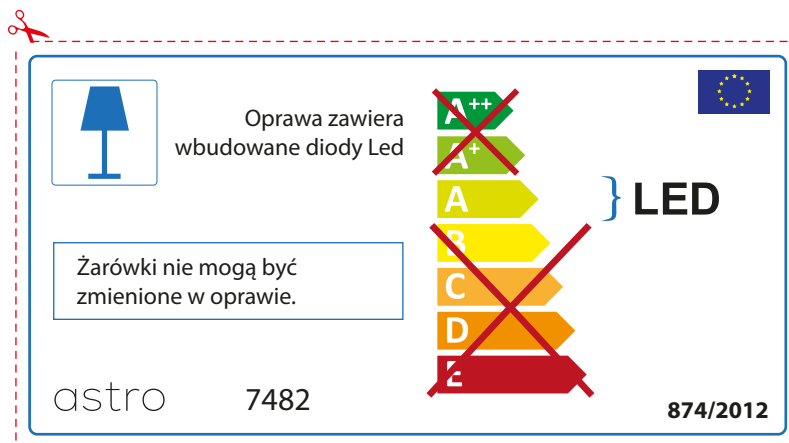 Oprawa zawiera
wbudowane diody Led
A++
A+
A
B
C
D
E
LED
Żarówki nie mogą być
zmienione w oprawie.
astro
7482
874/2012